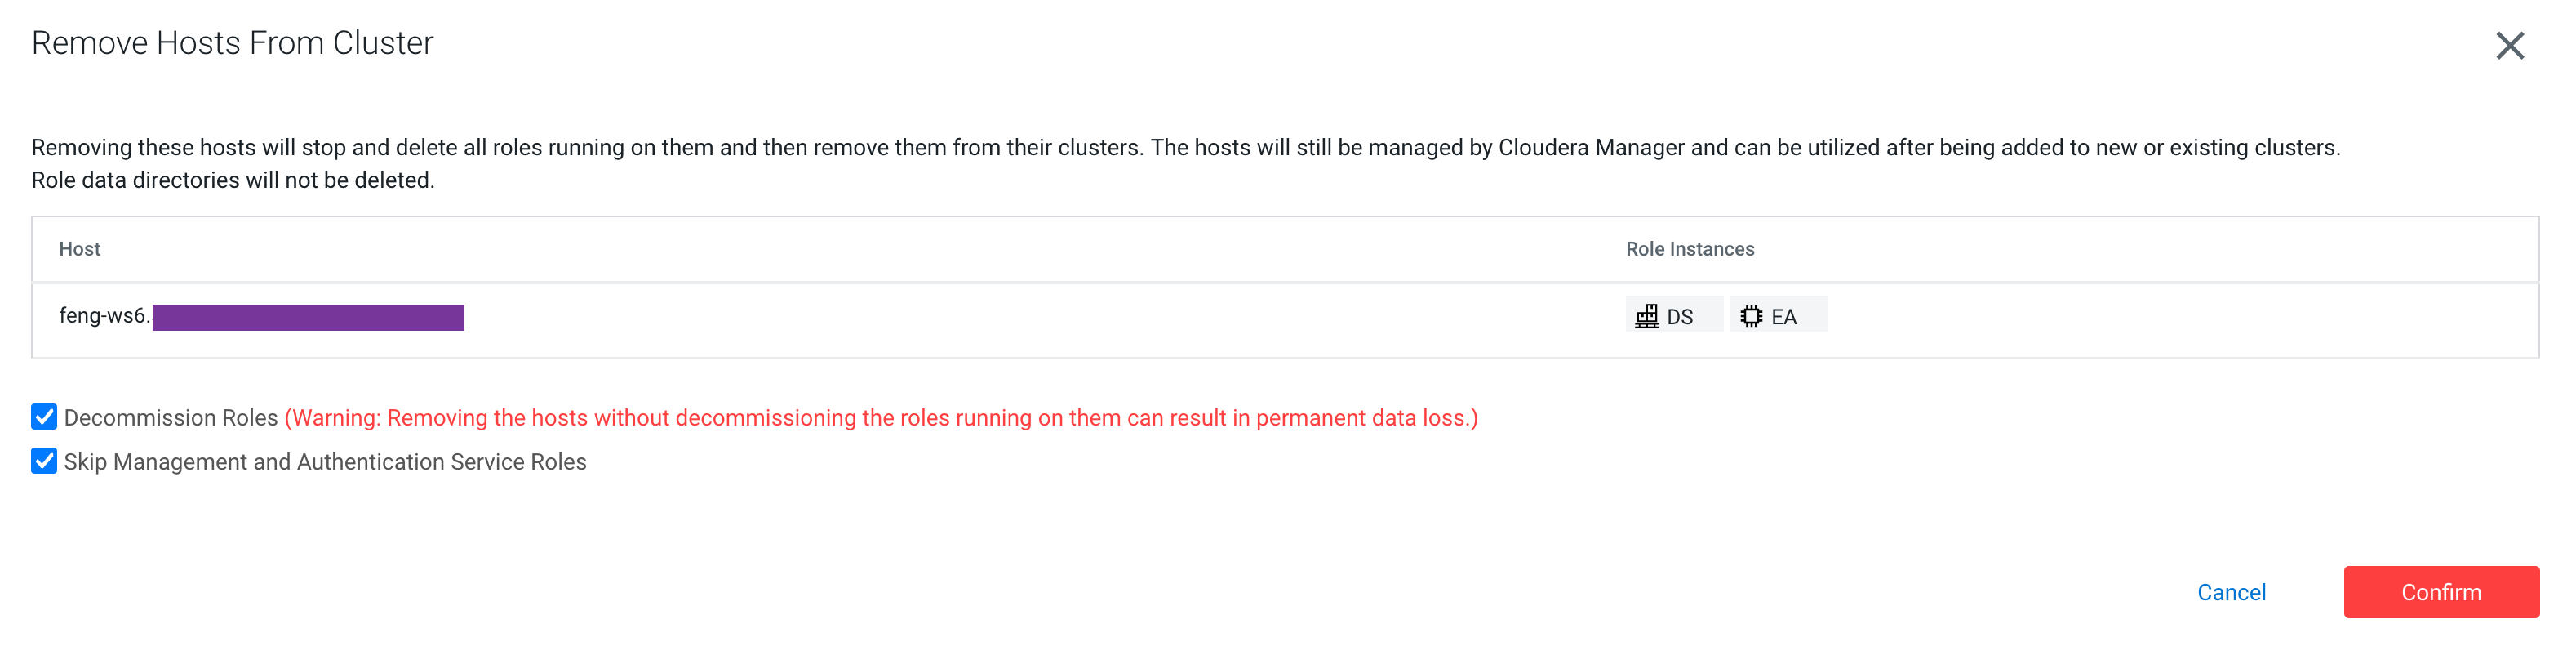 Remove Hosts From Cluster
Removing these hosts will stop and delete all roles running on them and then remove them from their clusters. The hosts will still be managed by Cloudera Manager and can be utilized after being added to new or existing clusters.
Role data directories will not be deleted.
Host Role Instances
feng-ws6. DS EA
Decommission Roles (Warning: Removing the hosts without decommissioning the roles running on them can result in permanent data loss.)
Skip Management and Authentication Service Roles
Cancel Confirm